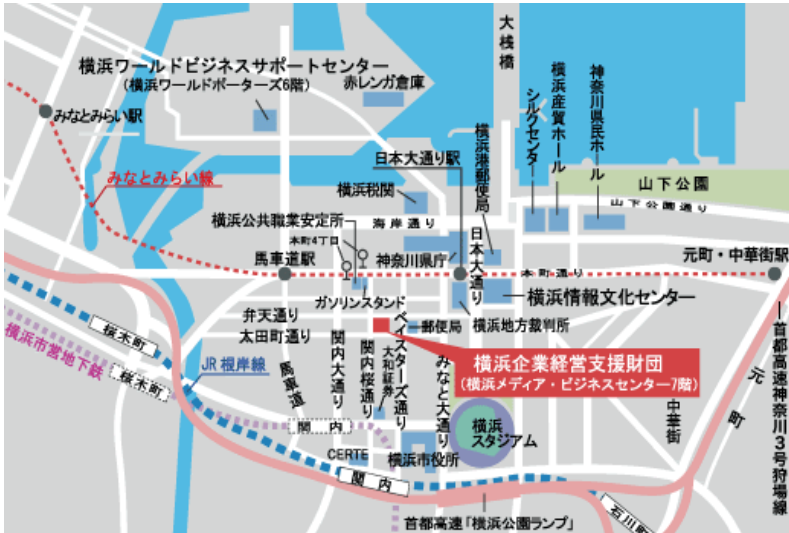 大桟橋
横浜ワールドビジネスサポートセンター
(横浜ワールドポーターズ6階)
赤レンガ倉庫
みなとみらい駅
シルクセンター
横浜産貿ホール
神奈川県民ホール
横浜港郵便局
日本大通り駅
みなとみらい線
横浜税関
山下公園
山下公園通り
横浜公共職業安定所
海岸通り
本町4丁目
馬車道駅
神奈川県庁
日本大通り
本町通り
元町・中華街駅
ガソリンスタンド
横浜情報文化センター
弁天通り
太田町通り
ベイスターズ通り
郵便局
横浜地方裁判所
桜木町
横浜市営地下鉄
桜木町
JR根岸線
馬車道
関内大通り
関内桜通り
大和証券
みなと大通り
横浜企業経営支援財団
(横浜メディア・ビジネスセンター7階)
首都高速神奈川3号狩場線
元町
中華街
関内
横浜スタジアム
CERTE
横浜市役所
関内
石川町
首都高速「横浜公園ランプ」